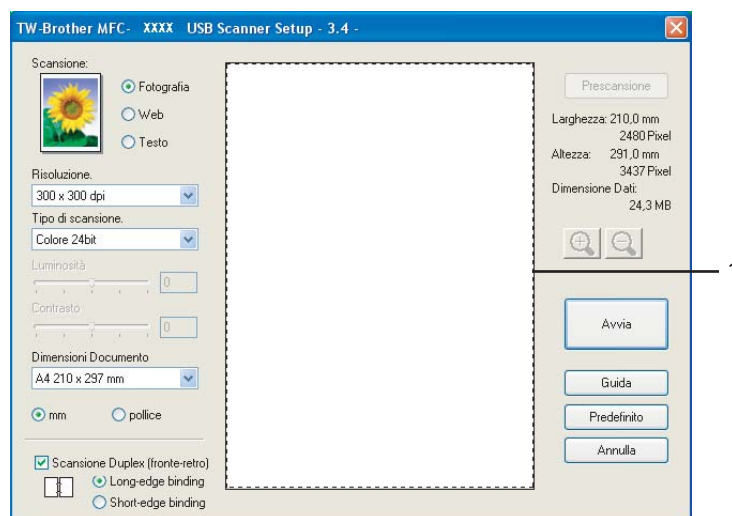 TW-Brother MFC- XXXX USB Scanner Setup - 3.4 -
Scansione:
Fotografia
Web
Testo
Risoluzione.
300 x 300 dpi
Tipo di scansione.
Colore 24bit
Luminosità
0
Contrasto
0
Dimensioni Documento
A4 210 x 297 mm
mm
pollice
Scansione Duplex (fronte-retro)
Long-edge binding
Short-edge binding
Prescansione
Larghezza: 210,0 mm
2480 Pixel
Altezza: 291,0 mm
3437 Pixel
Dimensione Dati:
24,3 MB
1
Avvia
Guida
Predefinito
Annulla